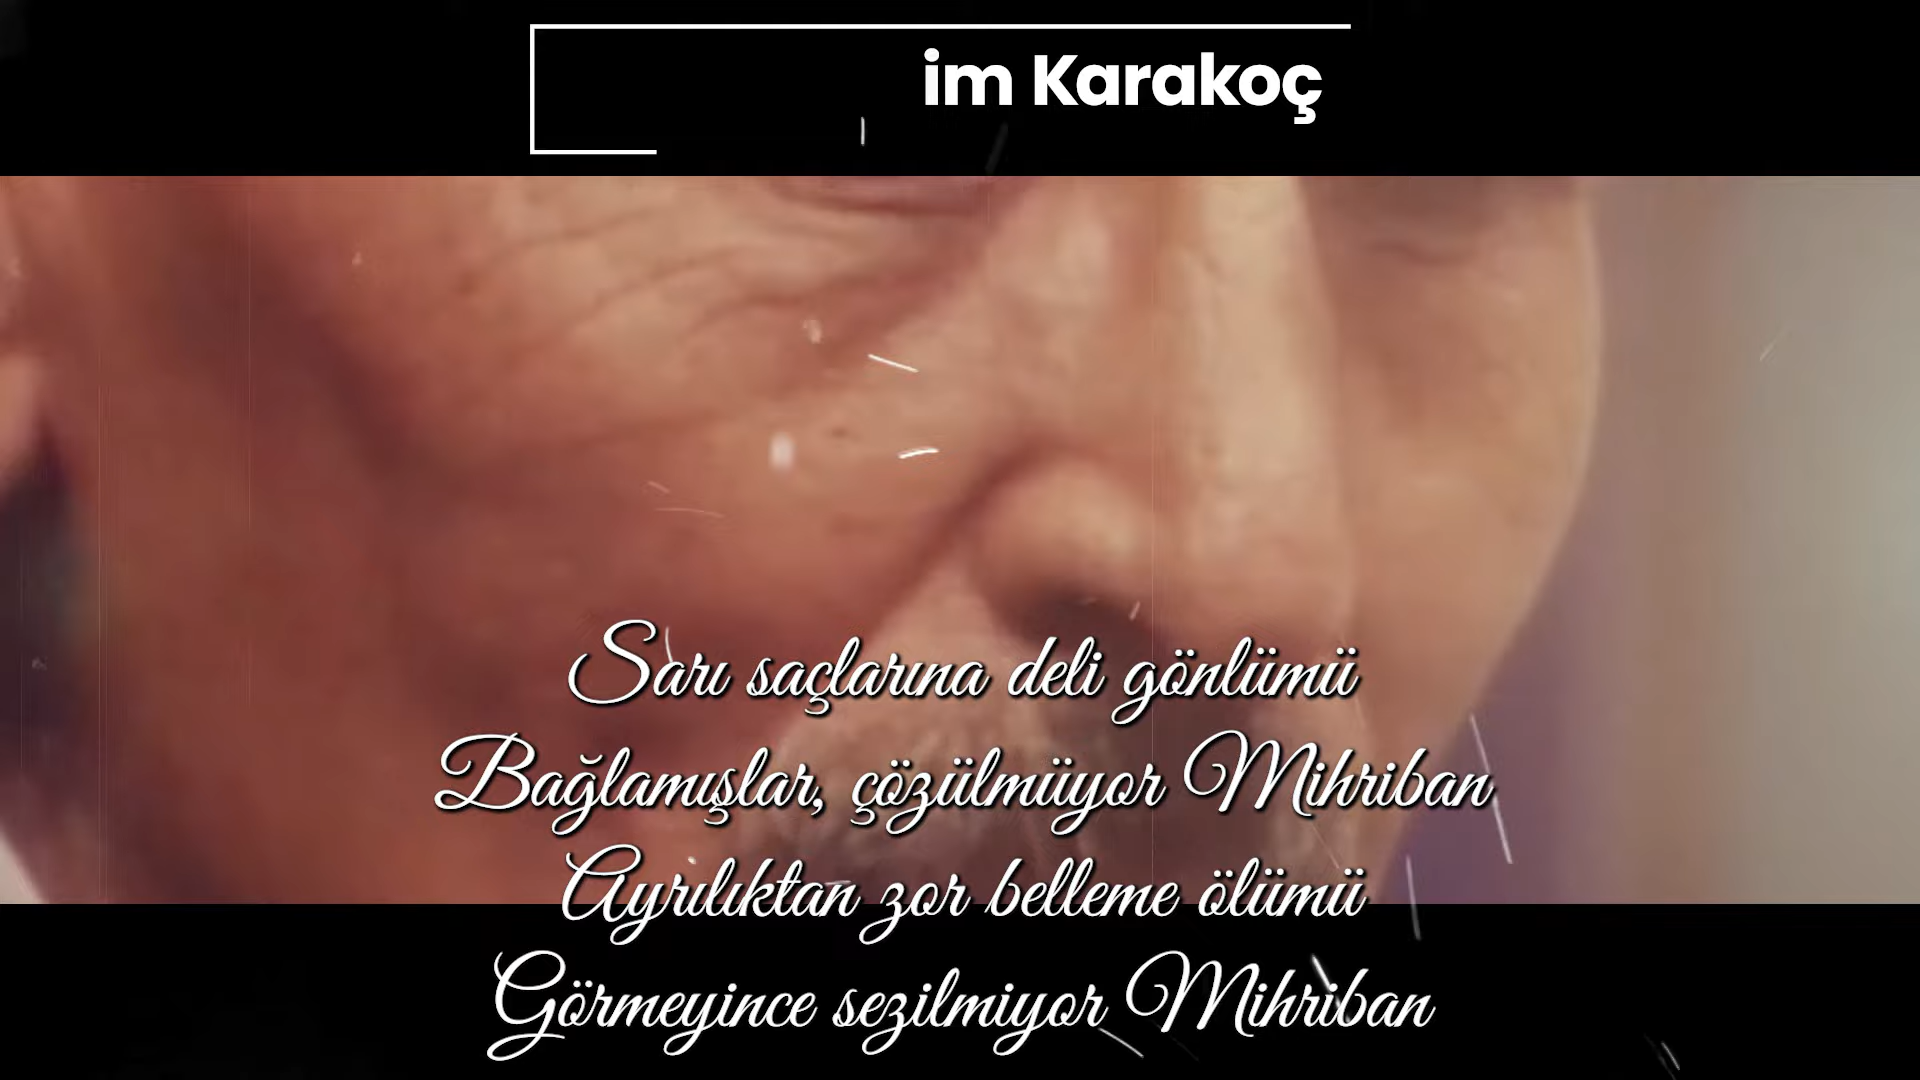 im Karakoç
Sarı saçlarına deli gönlümü
Bağlamışlar, çözülmüyor Mihriban
Ayrılıktan zor belleme ölümü
Görmeyince sezilmiyor Mihriban